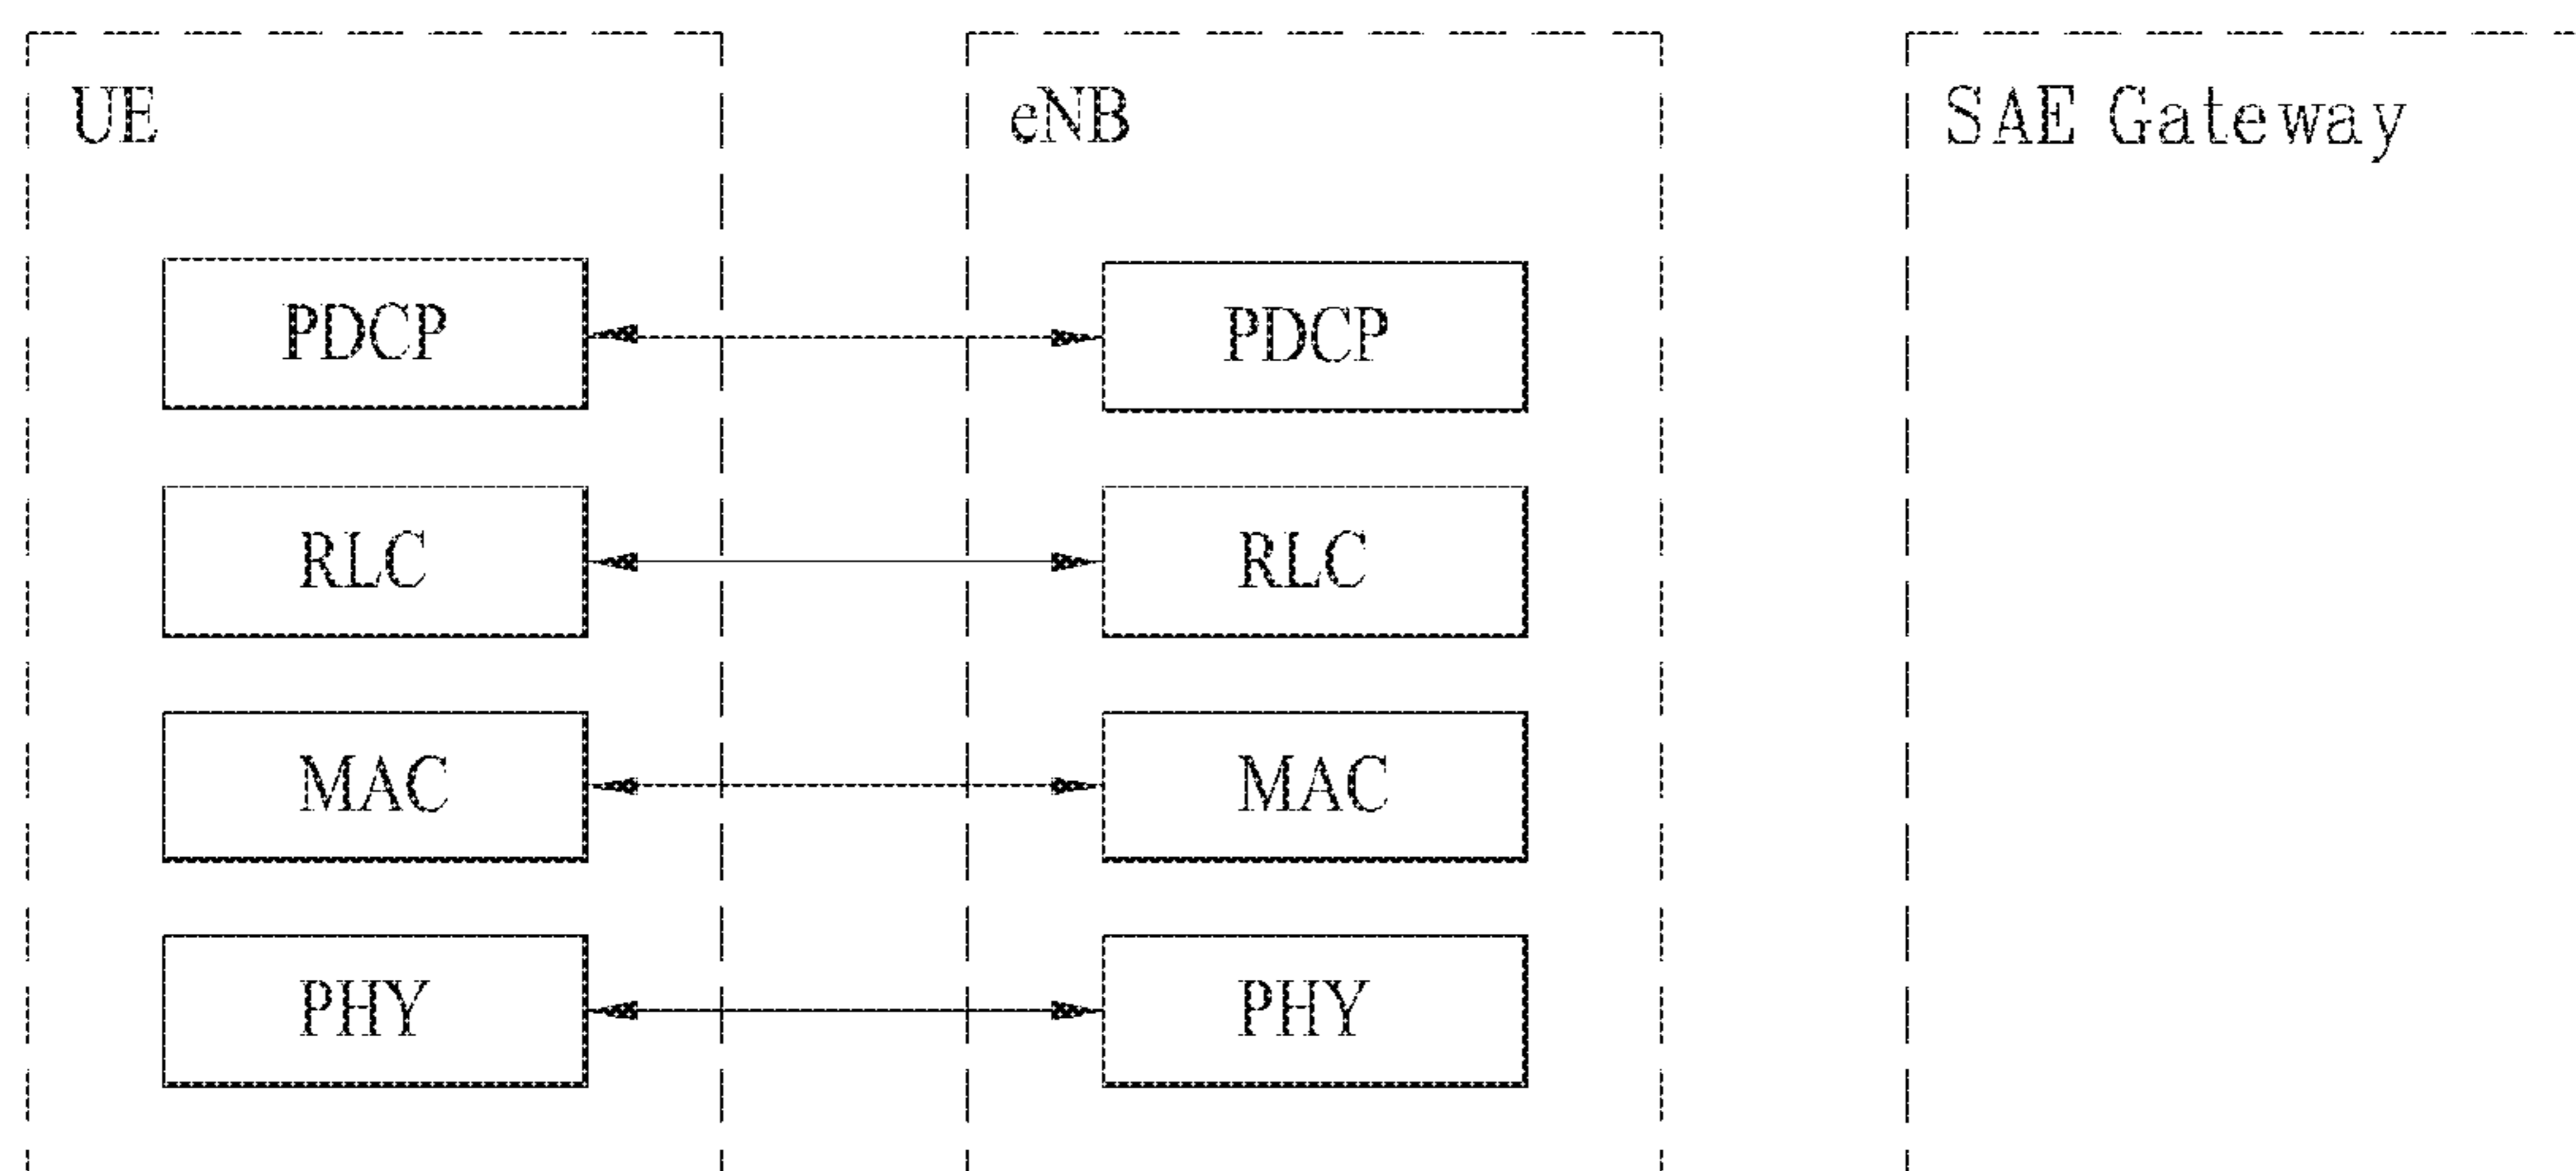 UE
eNB
SAE Gateway
PDCP
PDCP
RLC
RLC
MAC
MAC
PHY
PHY